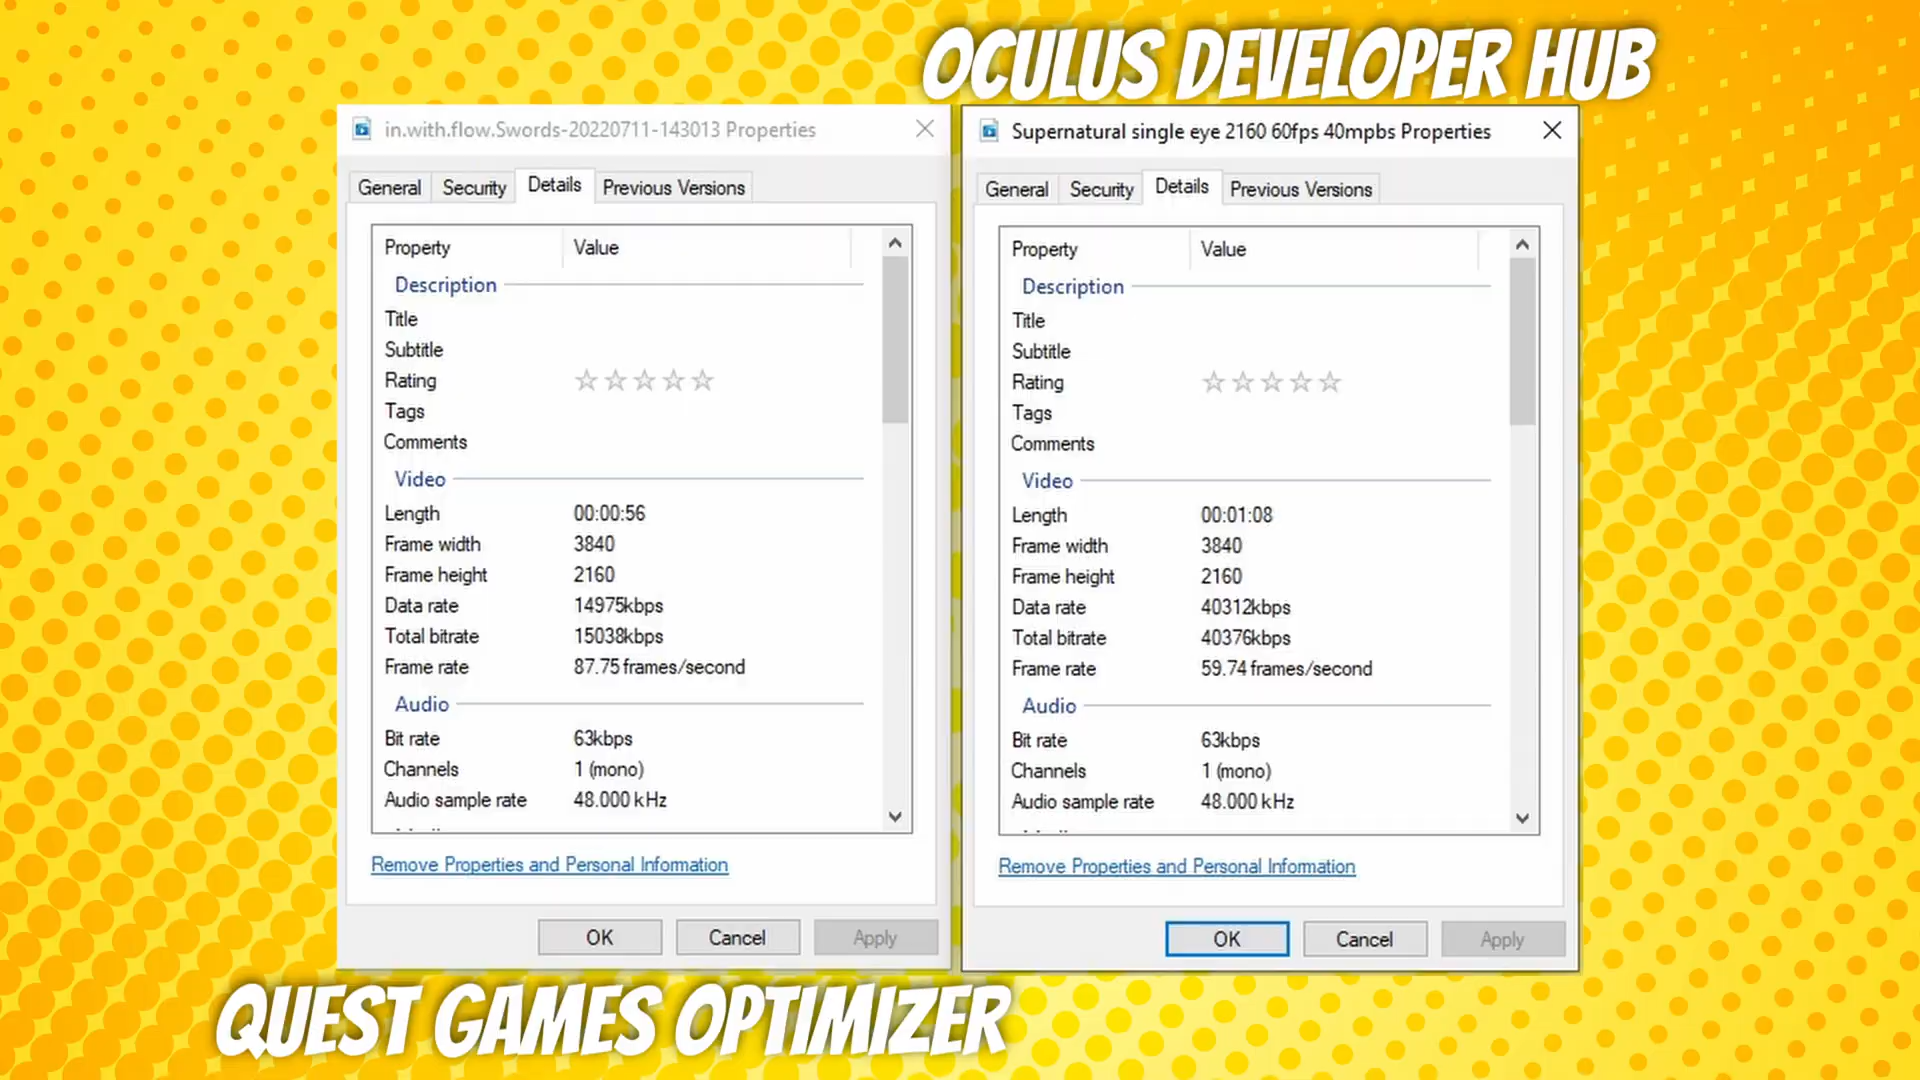 OCULUS DEVELOPER HUB
in.with.flow.Swords-20220711-143013 Properties
General Security Details Previous Versions
Property Value
Description
Title
Subtitle
Rating
Tags
Comments
Video
Length 00:00:56
Frame width 3840
Frame height 2160
Data rate 14975kbps
Total bitrate 15038kbps
Frame rate 87.75 frames/second
Audio
Bit rate 63kbps
Channels 1 (mono)
Audio sample rate 48.000 kHz
Remove Properties and Personal Information
OK Cancel Apply
Supernatural single eye 2160 60fps 40mpbs Properties
General Security Details Previous Versions
Property Value
Description
Title
Subtitle
Rating
Tags
Comments
Video
Length 00:01:08
Frame width 3840
Frame height 2160
Data rate 40312kbps
Total bitrate 40376kbps
Frame rate 59.74 frames/second
Audio
Bit rate 63kbps
Channels 1 (mono)
Audio sample rate 48.000 kHz
Remove Properties and Personal Information
OK Cancel Apply
QUEST GAMES OPTIMIZER